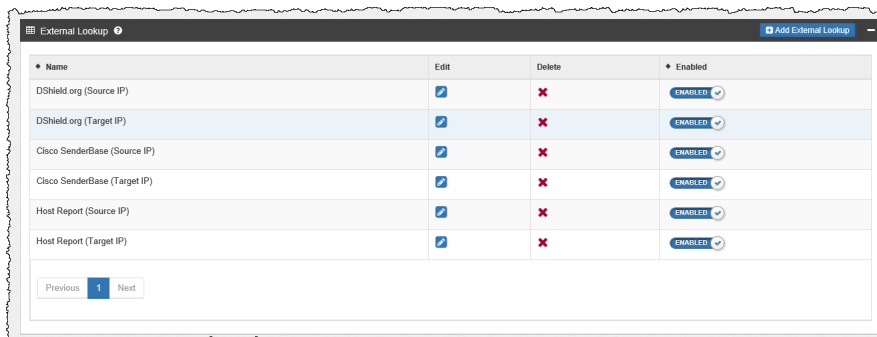 External Lookup
Add External Lookup
Name Edit Delete Enabled
DShield.org (Source IP) ENABLED
DShield.org (Target IP) ENABLED
Cisco SenderBase (Source IP) ENABLED
Cisco SenderBase (Target IP) ENABLED
Host Report (Source IP) ENABLED
Host Report (Target IP) ENABLED
Previous 1 Next